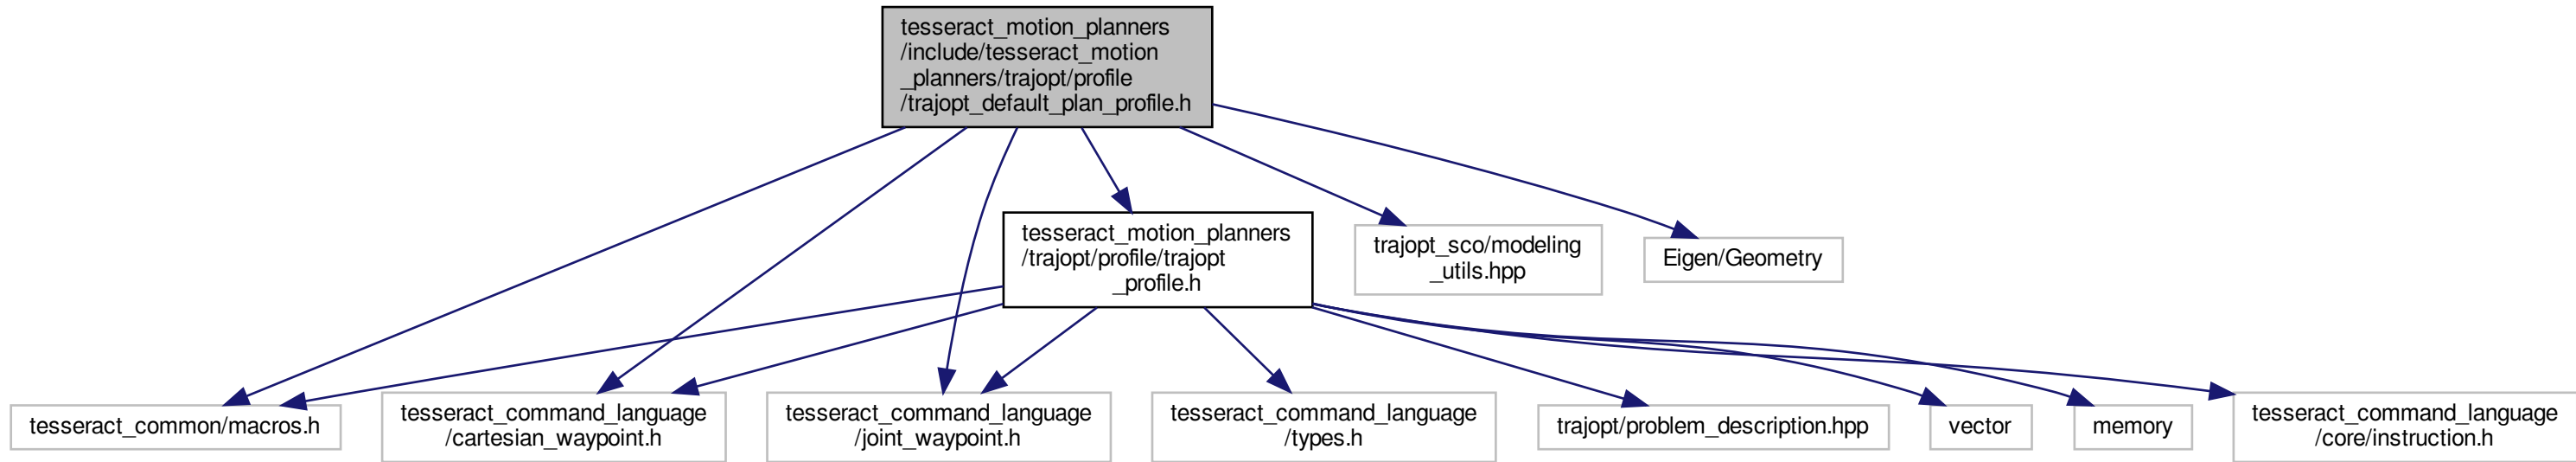 tesseract_motion_planners
/include/tesseract_motion
_planners/trajopt/profile
/trajopt_default_plan_profile.h
tesseract_motion_planners
/trajopt/profile/trajopt
_profile.h
trajopt_sco/modeling
_utils.hpp
Eigen/Geometry
tesseract_common/macros.h
tesseract_command_language
/cartesian_waypoint.h
tesseract_command_language
/joint_waypoint.h
tesseract_command_language
/types.h
trajopt/problem_description.hpp
vector
memory
tesseract_command_language
/core/instruction.h